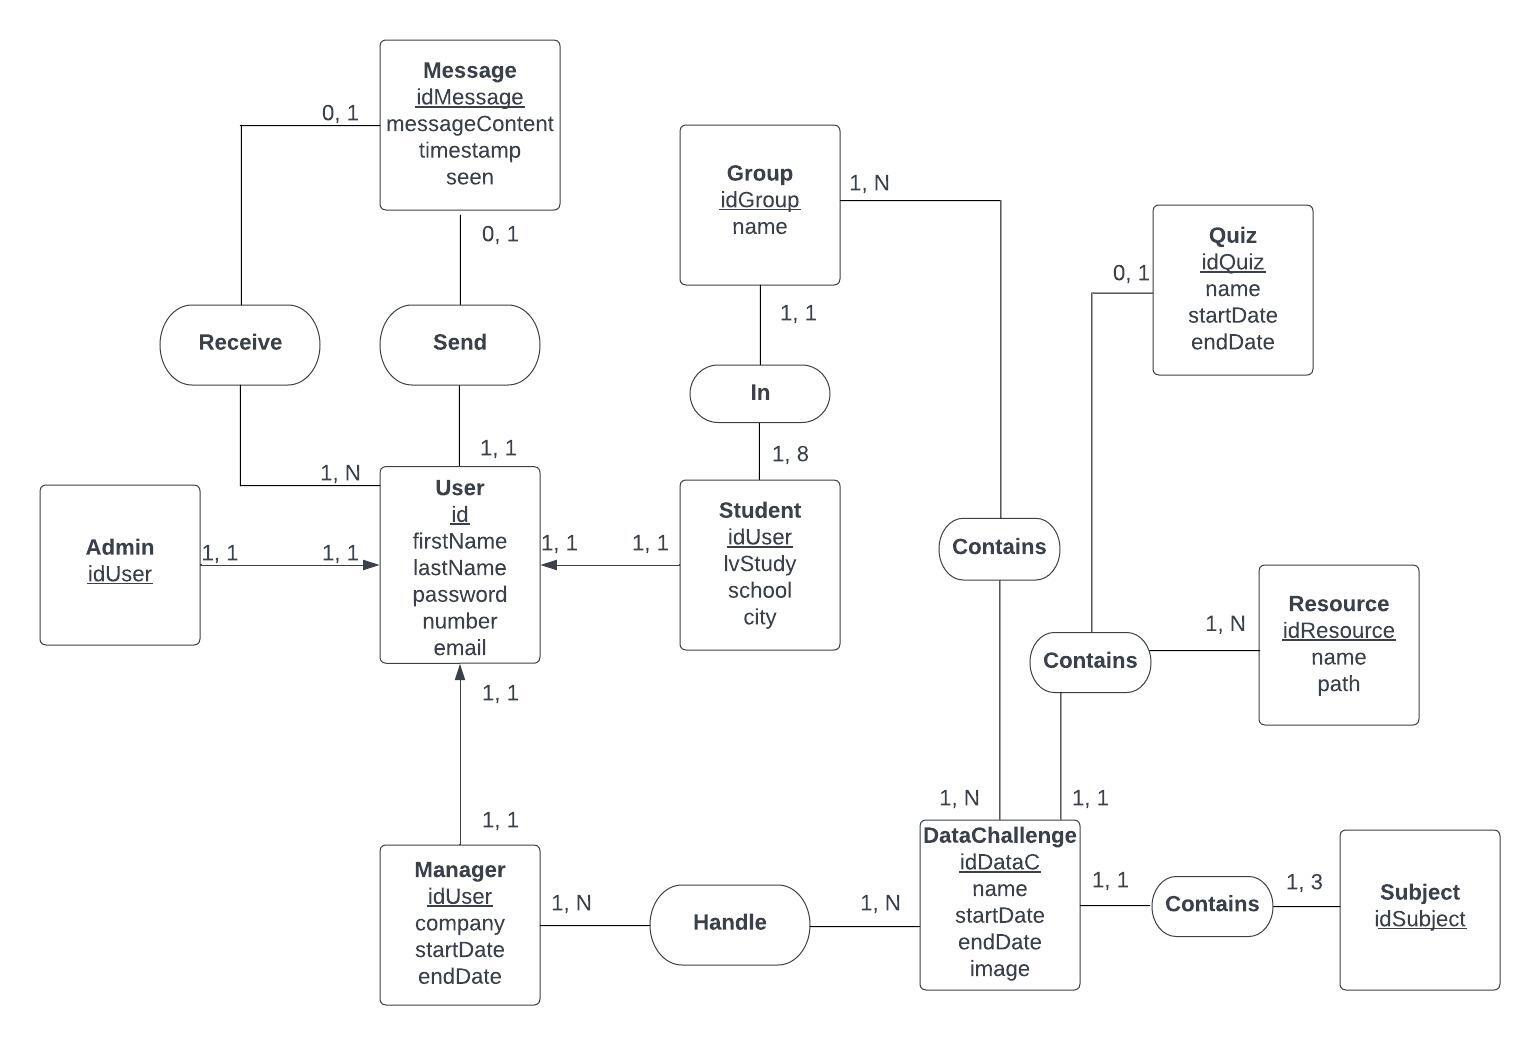 Message
idMessage
messageContent
timestamp
seen
0, 1
0, 1
Receive
Send
1, N
1, 1
Group
idGroup
name
1, N
1, 1
In
1, 8
Quiz
idQuiz
name
startDate
endDate
0, 1
Admin
idUser
1, 1
1, 1
User
id
firstName
lastName
password
number
email
1, 1
1, 1
Student
idUser
lvStudy
school
city
Contains
Contains
1, N
Resource
idResource
name
path
1, 1
1, 1
Manager
idUser
company
startDate
endDate
1, N
Handle
1, N
1, N
1, 1
DataChallenge
idDataC
name
startDate
endDate
image
1, 1
Contains
1, 3
Subject
idSubject